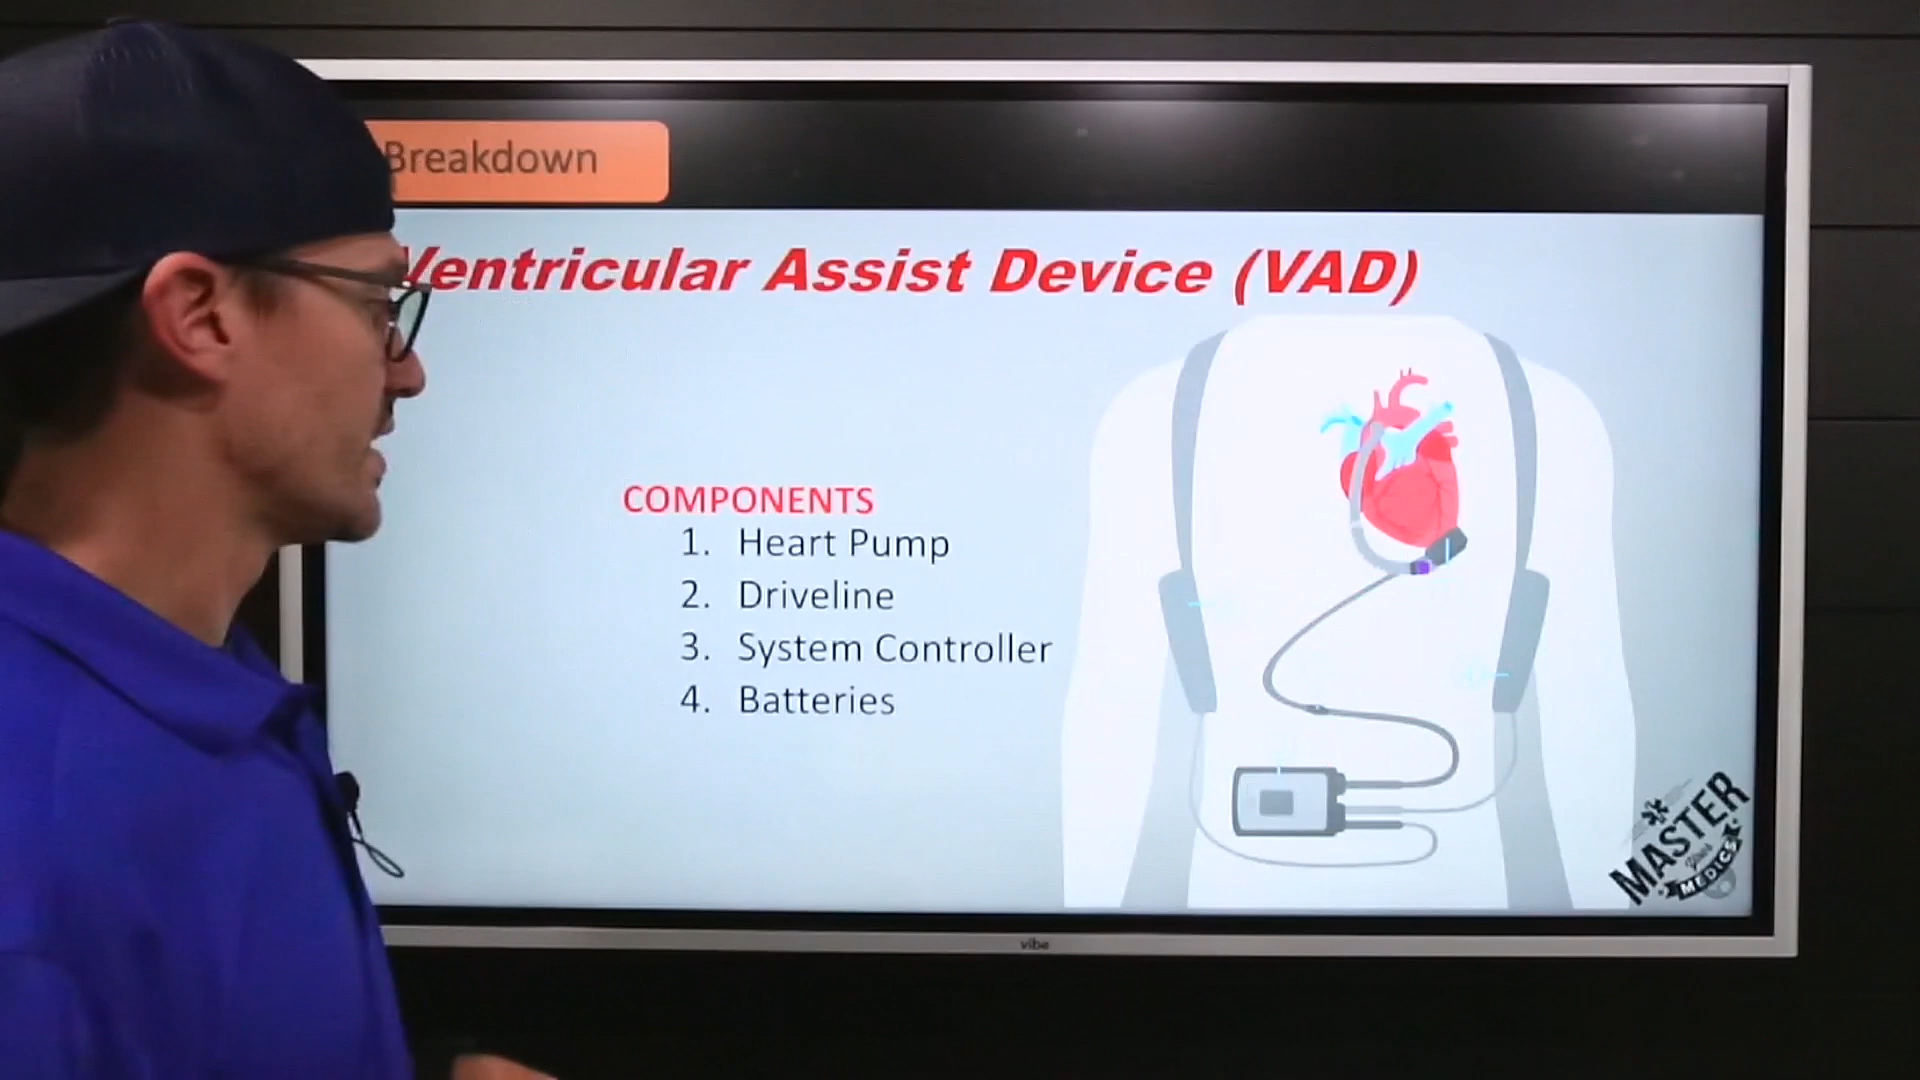 Breakdown
Ventricular Assist Device (VAD)
COMPONENTS
1. Heart Pump
2. Driveline
3. System Controller
4. Batteries
MASTER
Your
MEDICS
vibe